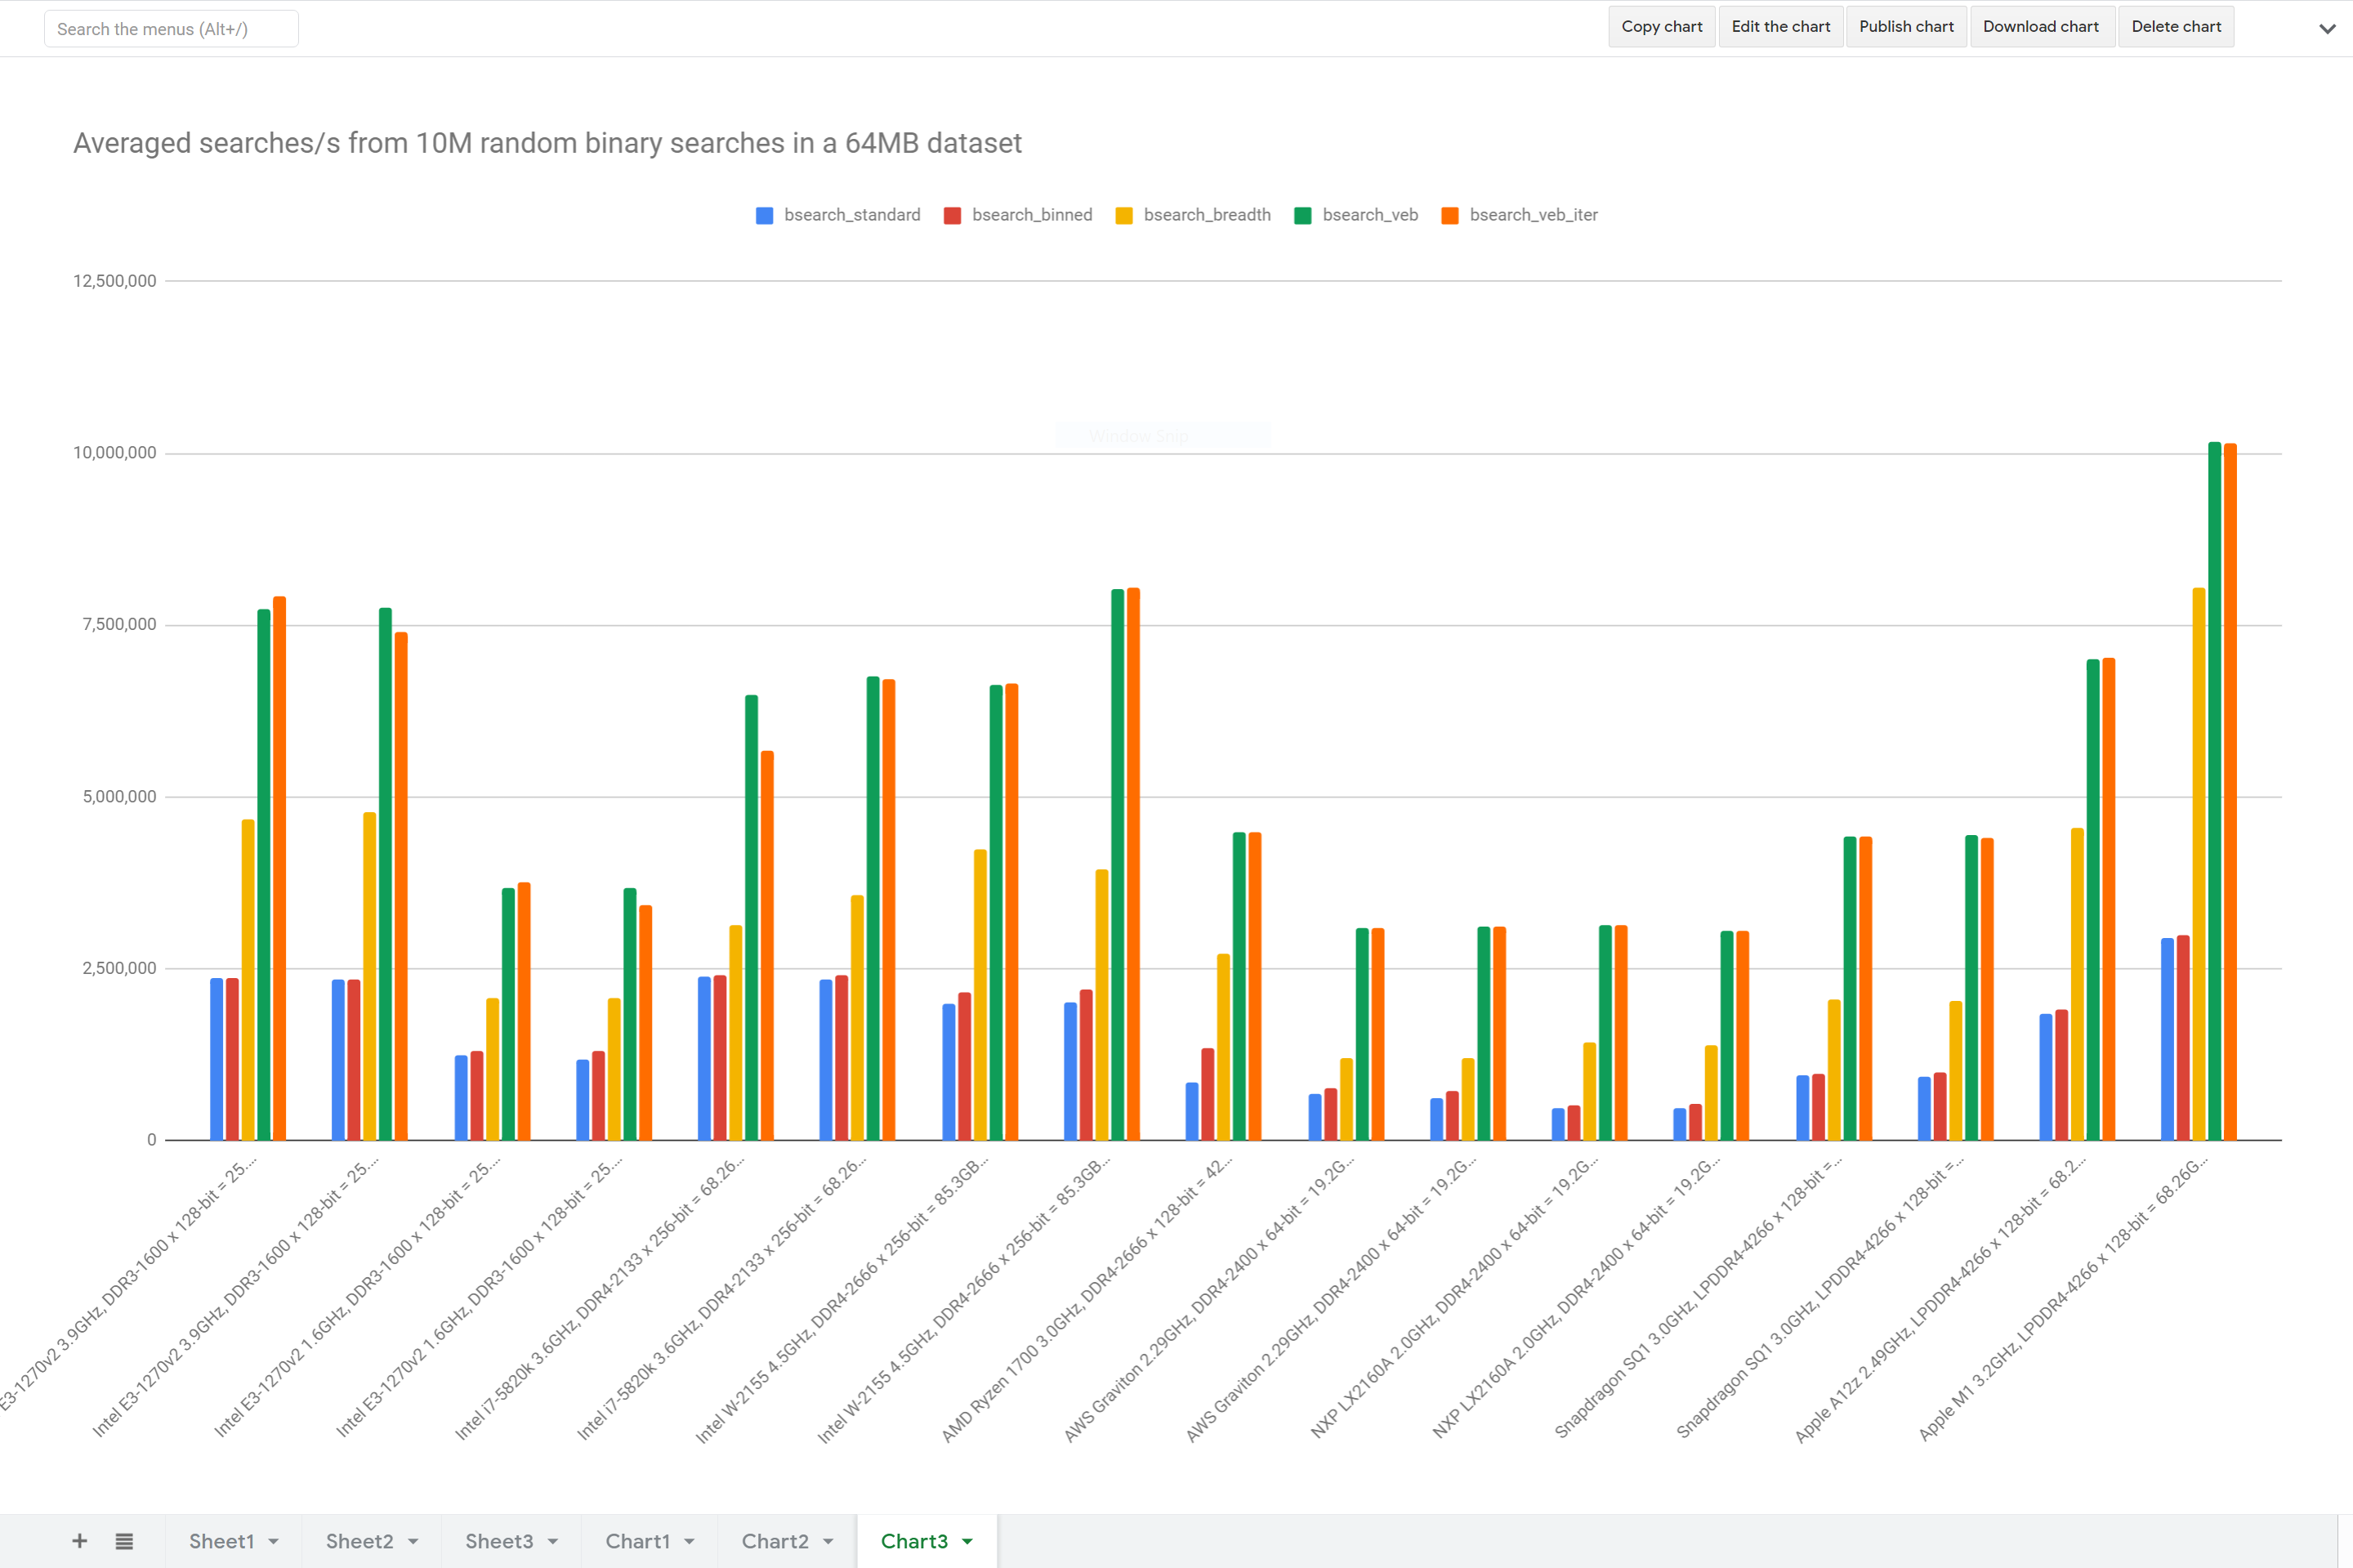 Search the menus (Alt+/)
Copy chart
Edit the chart
Publish chart
Download chart
Delete chart
Averaged searches/s from 10M random binary searches in a 64MB dataset
bsearch_standard
bsearch_binned
bsearch_breadth
bsearch_veb
bsearch_veb_iter
12,500,000
10,000,000
Window Snip
7,500,000
5,000,000
2,500,000
0
E3-1270v2 3.9GHz, DDR3-1600 x 128-bit = 25.…
Intel E3-1270v2 3.9GHz, DDR3-1600 x 128-bit = 25.…
Intel E3-1270v2 1.6GHz, DDR3-1600 x 128-bit = 25.…
Intel E3-1270v2 1.6GHz, DDR3-1600 x 128-bit = 25.…
Intel i7-5820k 3.6GHz, DDR4-2133 x 256-bit = 68.26…
Intel i7-5820k 3.6GHz, DDR4-2133 x 256-bit = 68.26…
Intel W-2155 4.5GHz, DDR4-2666 x 256-bit = 85.3GB…
Intel W-2155 4.5GHz, DDR4-2666 x 256-bit = 85.3GB…
AMD Ryzen 1700 3.0GHz, DDR4-2666 x 128-bit = 42…
AWS Graviton 2.29GHz, DDR4-2400 x 64-bit = 19.2G…
AWS Graviton 2.29GHz, DDR4-2400 x 64-bit = 19.2G…
NXP LX2160A 2.0GHz, DDR4-2400 x 64-bit = 19.2G…
NXP LX2160A 2.0GHz, DDR4-2400 x 64-bit = 19.2G…
Snapdragon SQ1 3.0GHz, LPDDR4-4266 x 128-bit =…
Snapdragon SQ1 3.0GHz, LPDDR4-4266 x 128-bit =…
Apple A12z 2.49GHz, LPDDR4-4266 x 128-bit = 68.2…
Apple M1 3.2GHz, LPDDR4-4266 x 128-bit = 68.26G…
Sheet1
Sheet2
Sheet3
Chart1
Chart2
Chart3